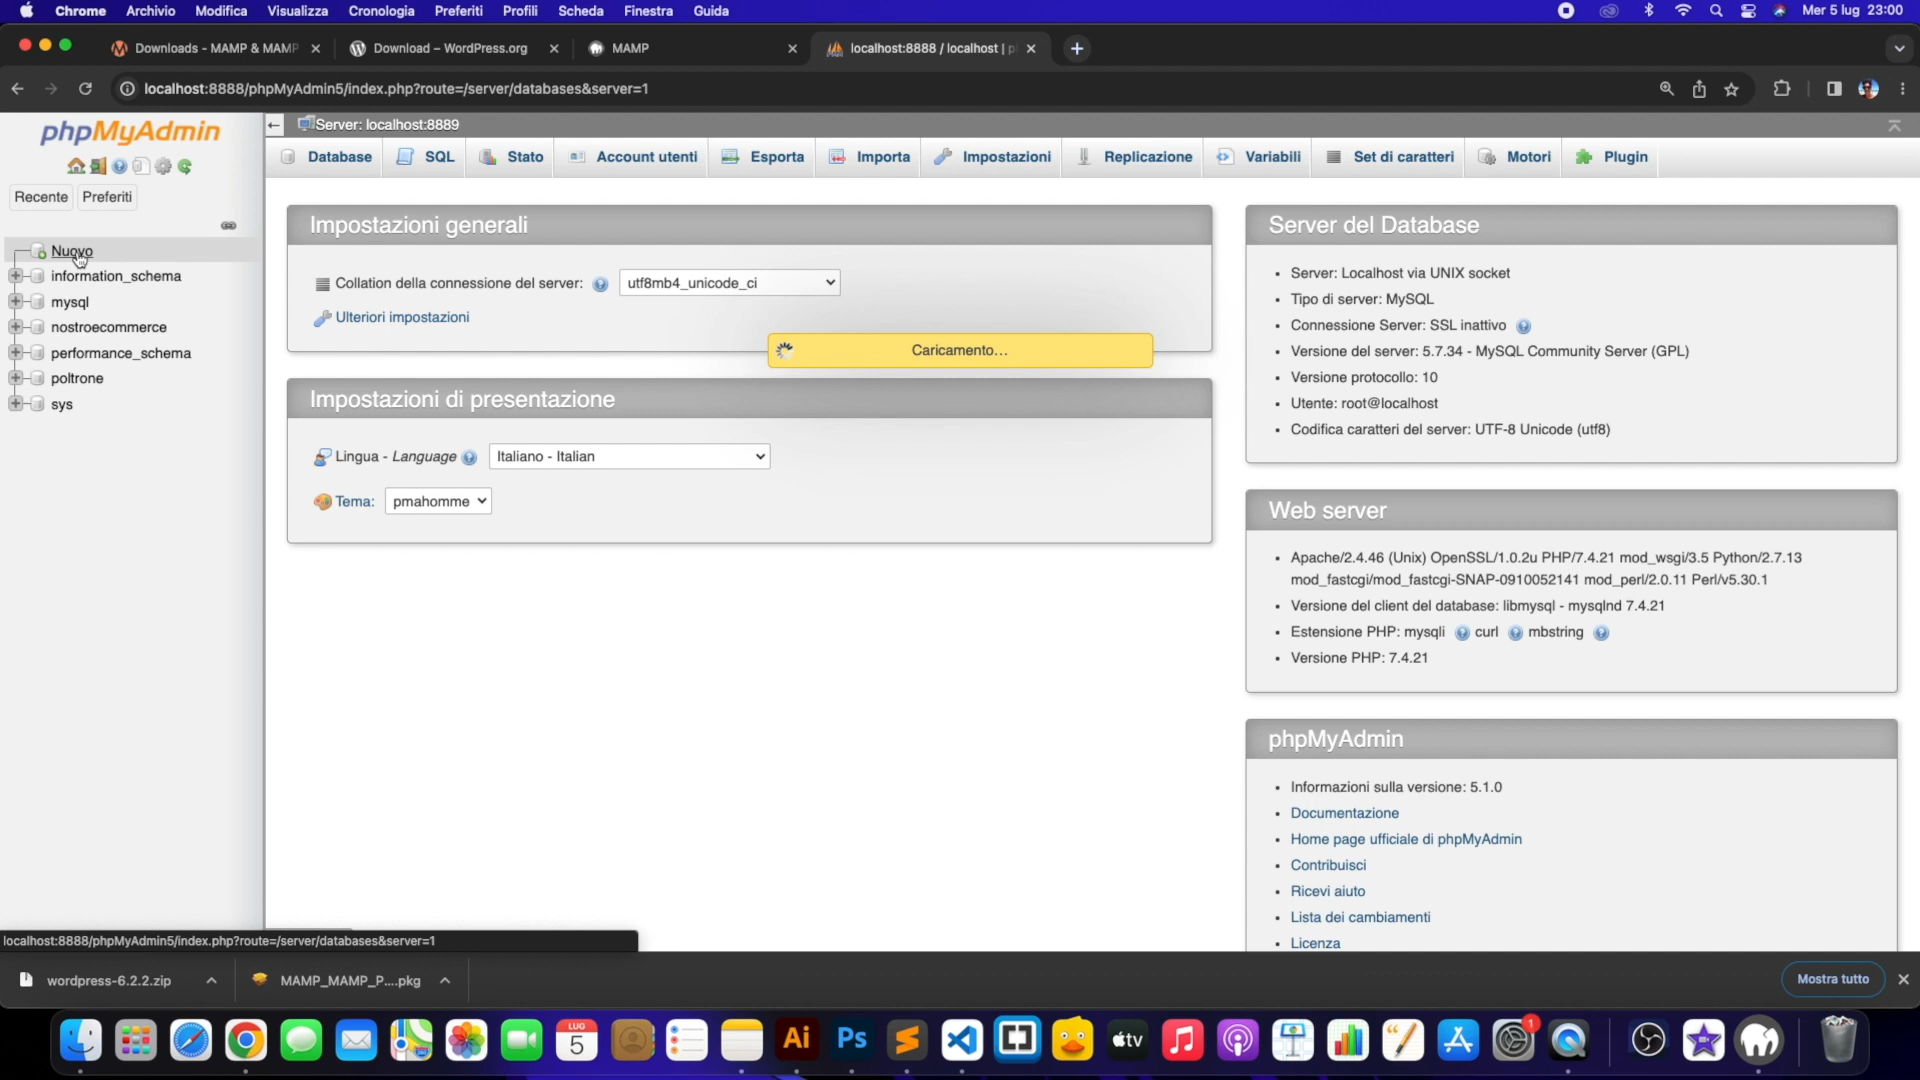 Chrome Archivio Modifica Visualizza Cronologia Preferiti Profili Scheda Finestra Guida
Mer 5 lug 23:00
Downloads - MAMP & MAMP
Download – WordPress.org
MAMP
localhost:8888 / localhost | p
localhost:8888/phpMyAdmin5/index.php?route=/server/databases&server=1
phpMyAdmin
Recente Preferiti
Nuovo
information_schema
mysql
nostroecommerce
performance_schema
poltrone
sys
Server: localhost:8889
Database SQL Stato Account utenti Esporta Importa Impostazioni Replicazione Variabili Set di caratteri Motori Plugin
Impostazioni generali
Collation della connessione del server: utf8mb4_unicode_ci
Ulteriori impostazioni
Caricamento…
Impostazioni di presentazione
Lingua - Language Italiano - Italian
Tema: pmahomme
Server del Database
Server: Localhost via UNIX socket
Tipo di server: MySQL
Connessione Server: SSL inattivo
Versione del server: 5.7.34 - MySQL Community Server (GPL)
Versione protocollo: 10
Utente: root@localhost
Codifica caratteri del server: UTF-8 Unicode (utf8)
Web server
Apache/2.4.46 (Unix) OpenSSL/1.0.2u PHP/7.4.21 mod_wsgi/3.5 Python/2.7.13
mod_fastcgi/mod_fastcgi-SNAP-0910052141 mod_perl/2.0.11 Perl/v5.30.1
Versione del client del database: libmysql - mysqlnd 7.4.21
Estensione PHP: mysqli curl mbstring
Versione PHP: 7.4.21
phpMyAdmin
Informazioni sulla versione: 5.1.0
Documentazione
Home page ufficiale di phpMyAdmin
Contribuisci
Ricevi aiuto
Lista dei cambiamenti
Licenza
localhost:8888/phpMyAdmin5/index.php?route=/server/databases&server=1
wordpress-6.2.2.zip
MAMP_MAMP_P....pkg
Mostra tutto
LUG
5
Ai
Ps
tv
1